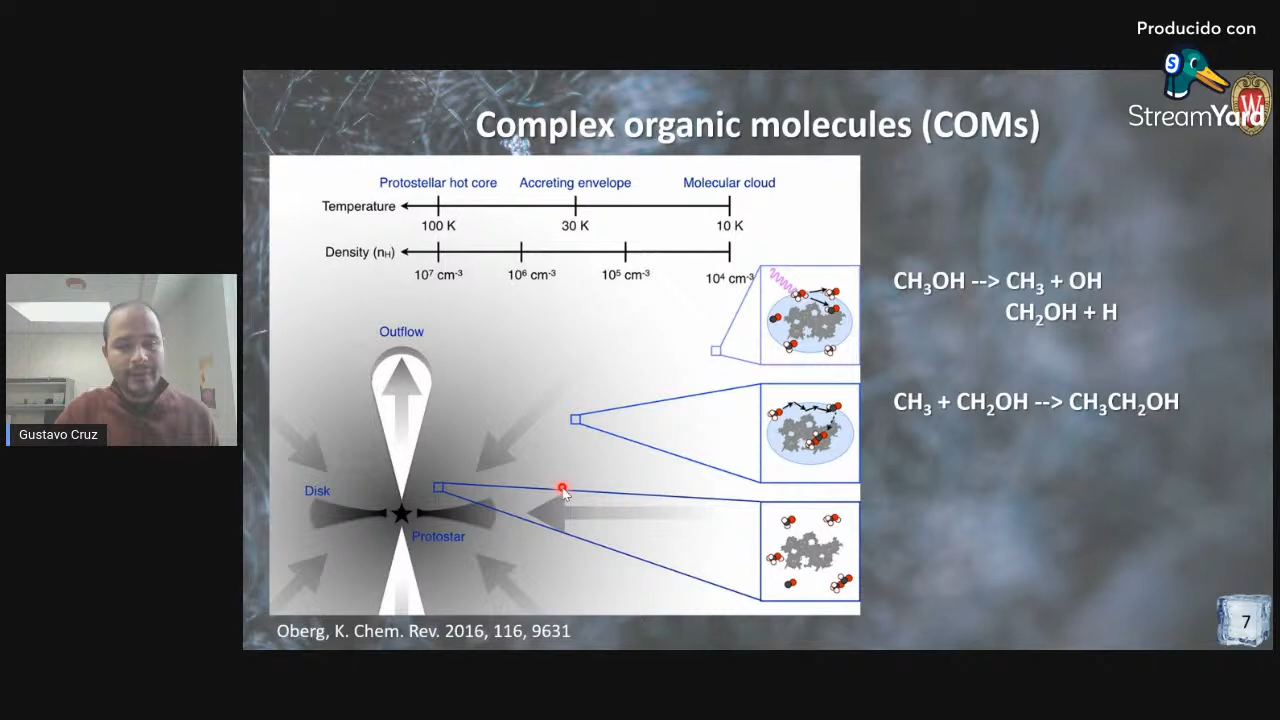 Producido con
StreamYard
Complex organic molecules (COMs)
Protostellar hot core Accreting envelope Molecular cloud
Temperature
100 K 30 K 10 K
Density (nH)
10⁷ cm⁻³ 10⁶ cm⁻³ 10⁵ cm⁻³ 10⁴ cm⁻³
CH₃OH --> CH₃ + OH
CH₂OH + H
Outflow
CH₃ + CH₂OH --> CH₃CH₂OH
Gustavo Cruz
Disk
Protostar
Oberg, K. Chem. Rev. 2016, 116, 9631
7
S
W